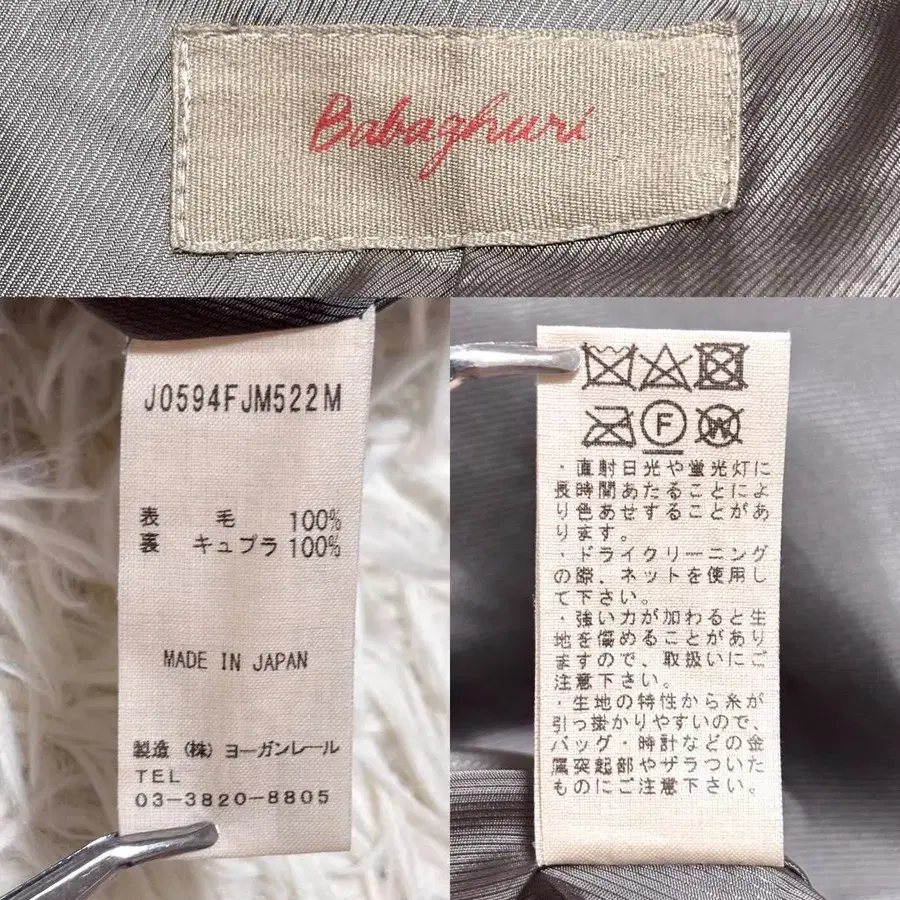 Babaghuri
J0594FJM522M
表 毛 100%
裏 キュプラ 100%
MADE IN JAPAN
製造 (株) ヨーガンレール
TEL
03-3820-8805
F
W
・直射日光や蛍光灯に
長時間あたることによ
り色あせすることがあ
ります。
・ドライクリーニング
の際、ネットを使用し
て下さい。
・強い力が加わると生
地を傷めることがあり
ますので、取扱いにご
注意下さい。
・生地の特性から糸が
引っ掛かりやすいので、
バッグ・時計などの金
属突起部やザラついた
ものにご注意下さい。